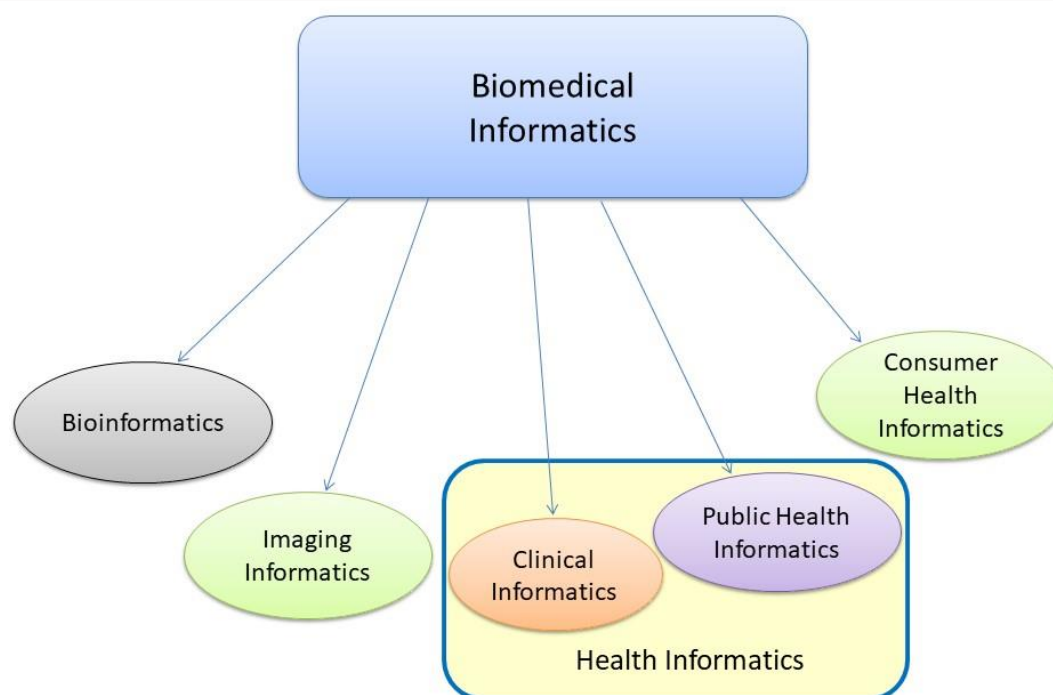 Biomedical
Informatics
Bioinformatics
Imaging
Informatics
Clinical
Informatics
Public Health
Informatics
Consumer
Health
Informatics
Health Informatics